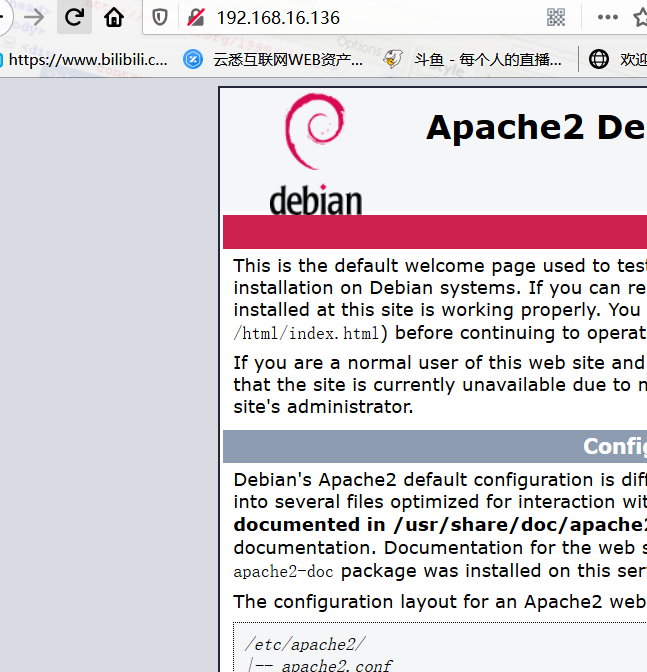 192.168.16.136
https://www.bilibili.c... 云悉互联网WEB资产... 斗鱼 - 每个人的直播... 欢迎
debian
Apache2 De
This is the default welcome page used to test
installation on Debian systems. If you can re
installed at this site is working properly. You
/html/index.html) before continuing to operat
If you are a normal user of this web site and
that the site is currently unavailable due to m
site's administrator.
Config
Debian's Apache2 default configuration is diff
into several files optimized for interaction wit
documented in /usr/share/doc/apache2
documentation. Documentation for the web s
apache2-doc package was installed on this ser
The configuration layout for an Apache2 web
/etc/apache2/
|-- apache2.conf